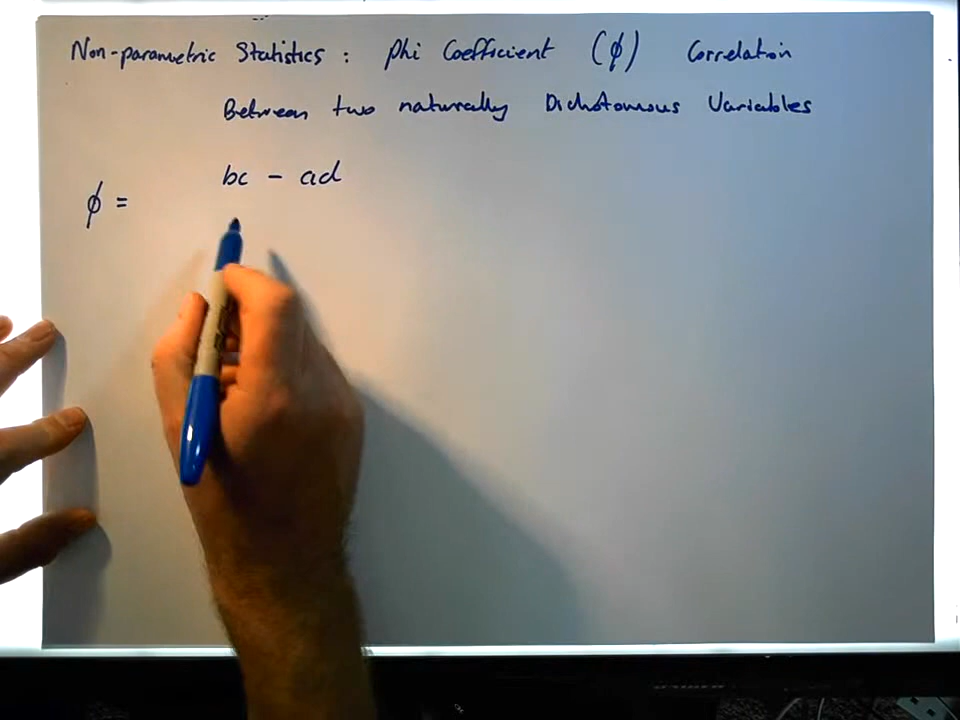 Non-parametric Statistics : Phi Coefficient (ϕ) Correlation
Between two naturally Dichotomous Variables
bc - ad
ϕ =